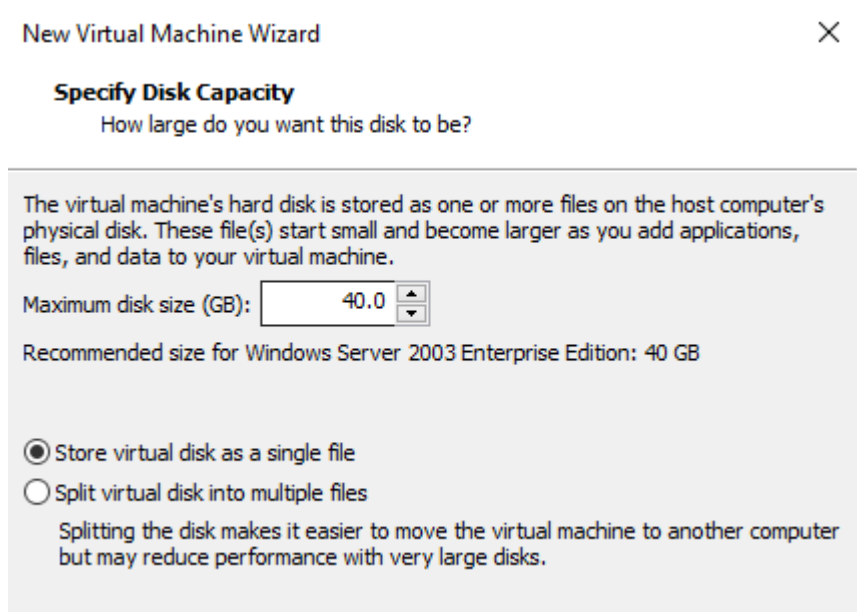 New Virtual Machine Wizard
Specify Disk Capacity
How large do you want this disk to be?
The virtual machine's hard disk is stored as one or more files on the host computer's
physical disk. These file(s) start small and become larger as you add applications,
files, and data to your virtual machine.
Maximum disk size (GB): 40.0
Recommended size for Windows Server 2003 Enterprise Edition: 40 GB
Store virtual disk as a single file
Split virtual disk into multiple files
Splitting the disk makes it easier to move the virtual machine to another computer
but may reduce performance with very large disks.